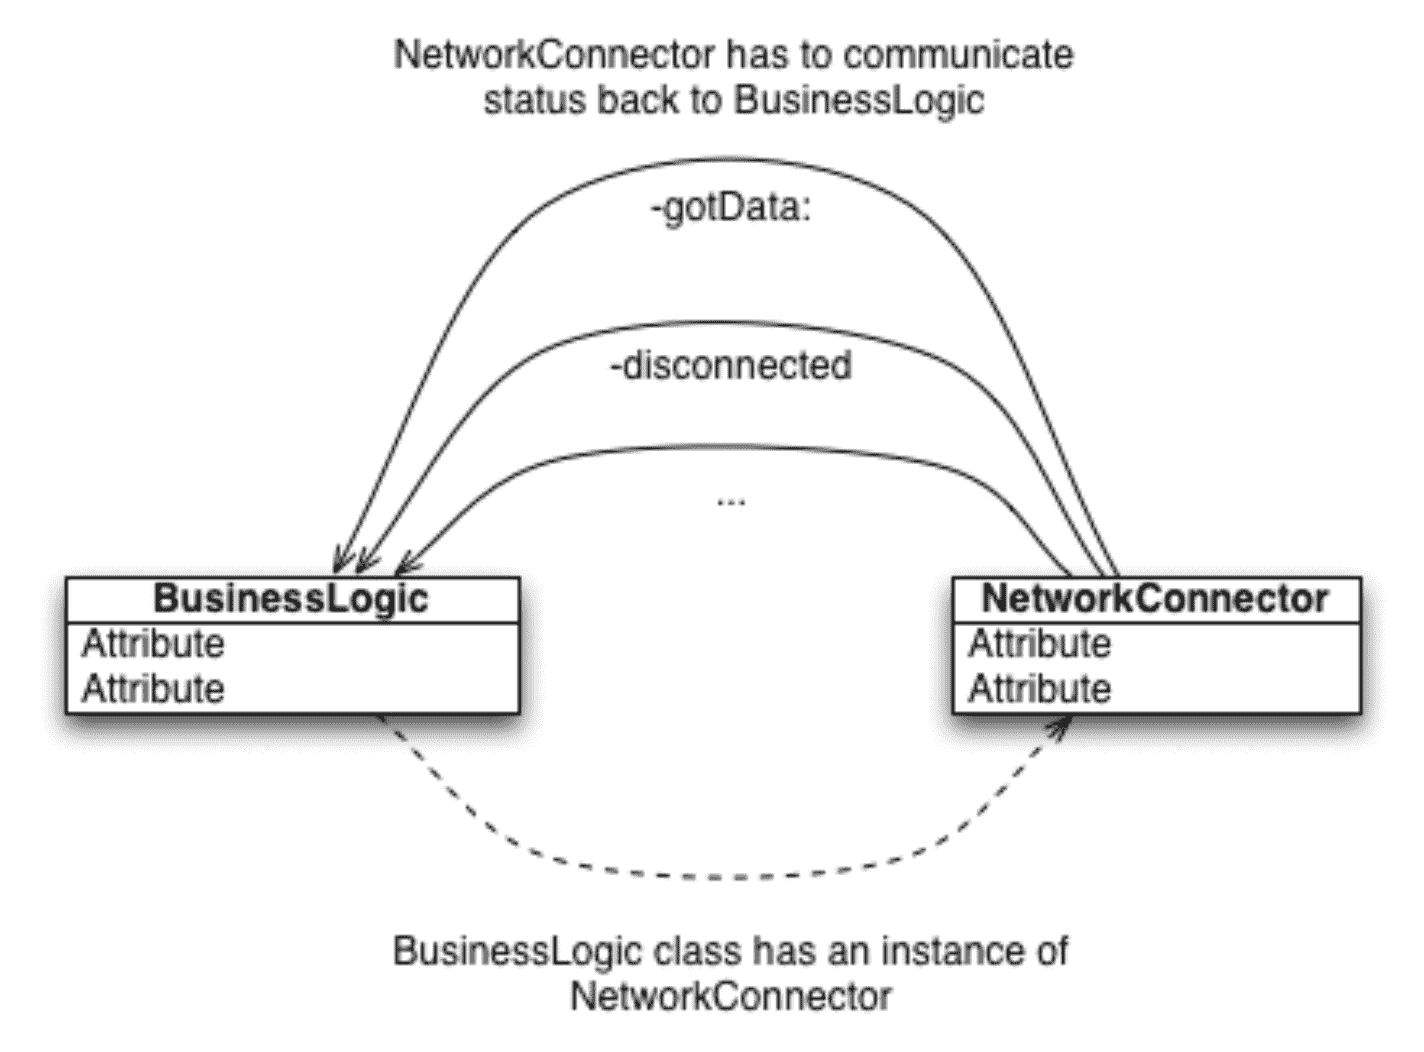 NetworkConnector has to communicate
status back to BusinessLogic
-gotData:
-disconnected
...
BusinessLogic
Attribute
Attribute
NetworkConnector
Attribute
Attribute
BusinessLogic class has an instance of
NetworkConnector